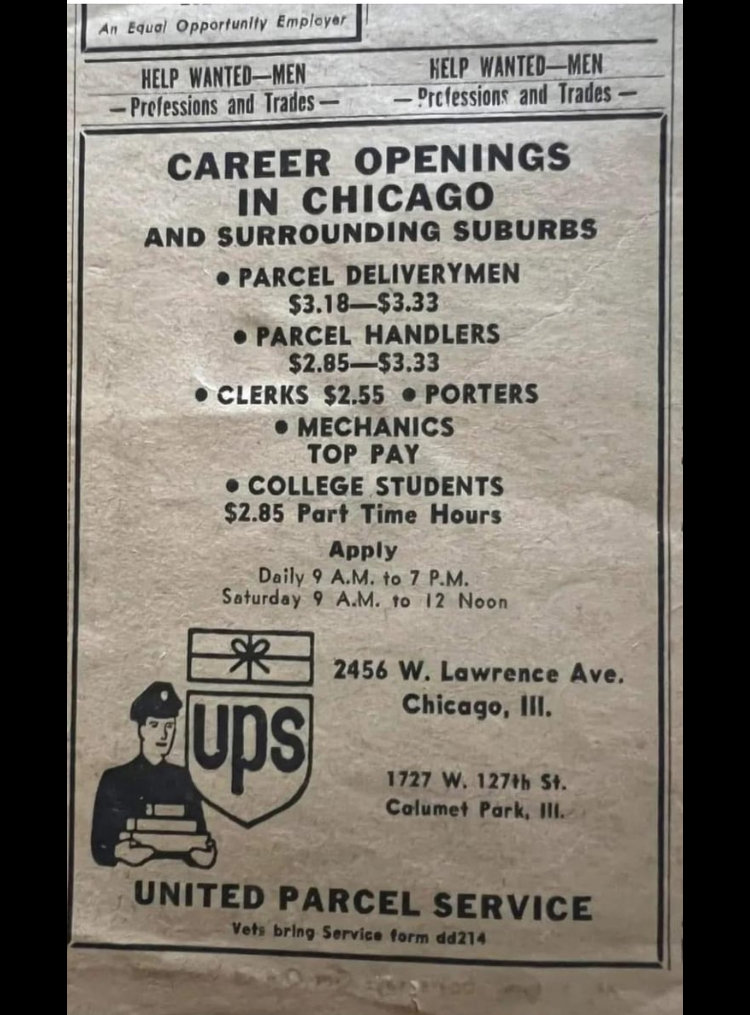 An Equal Opportunity Employer
HELP WANTED—MEN
— Professions and Trades —
HELP WANTED—MEN
— Professions and Trades —
CAREER OPENINGS
IN CHICAGO
AND SURROUNDING SUBURBS
• PARCEL DELIVERYMEN
$3.18—$3.33
• PARCEL HANDLERS
$2.85—$3.33
• CLERKS $2.55 • PORTERS
• MECHANICS
TOP PAY
• COLLEGE STUDENTS
$2.85 Part Time Hours
Apply
Daily 9 A.M. to 7 P.M.
Saturday 9 A.M. to 12 Noon
2456 W. Lawrence Ave.
Chicago, Ill.
ups
1727 W. 127th St.
Calumet Park, Ill.
UNITED PARCEL SERVICE
Vets bring Service form dd214